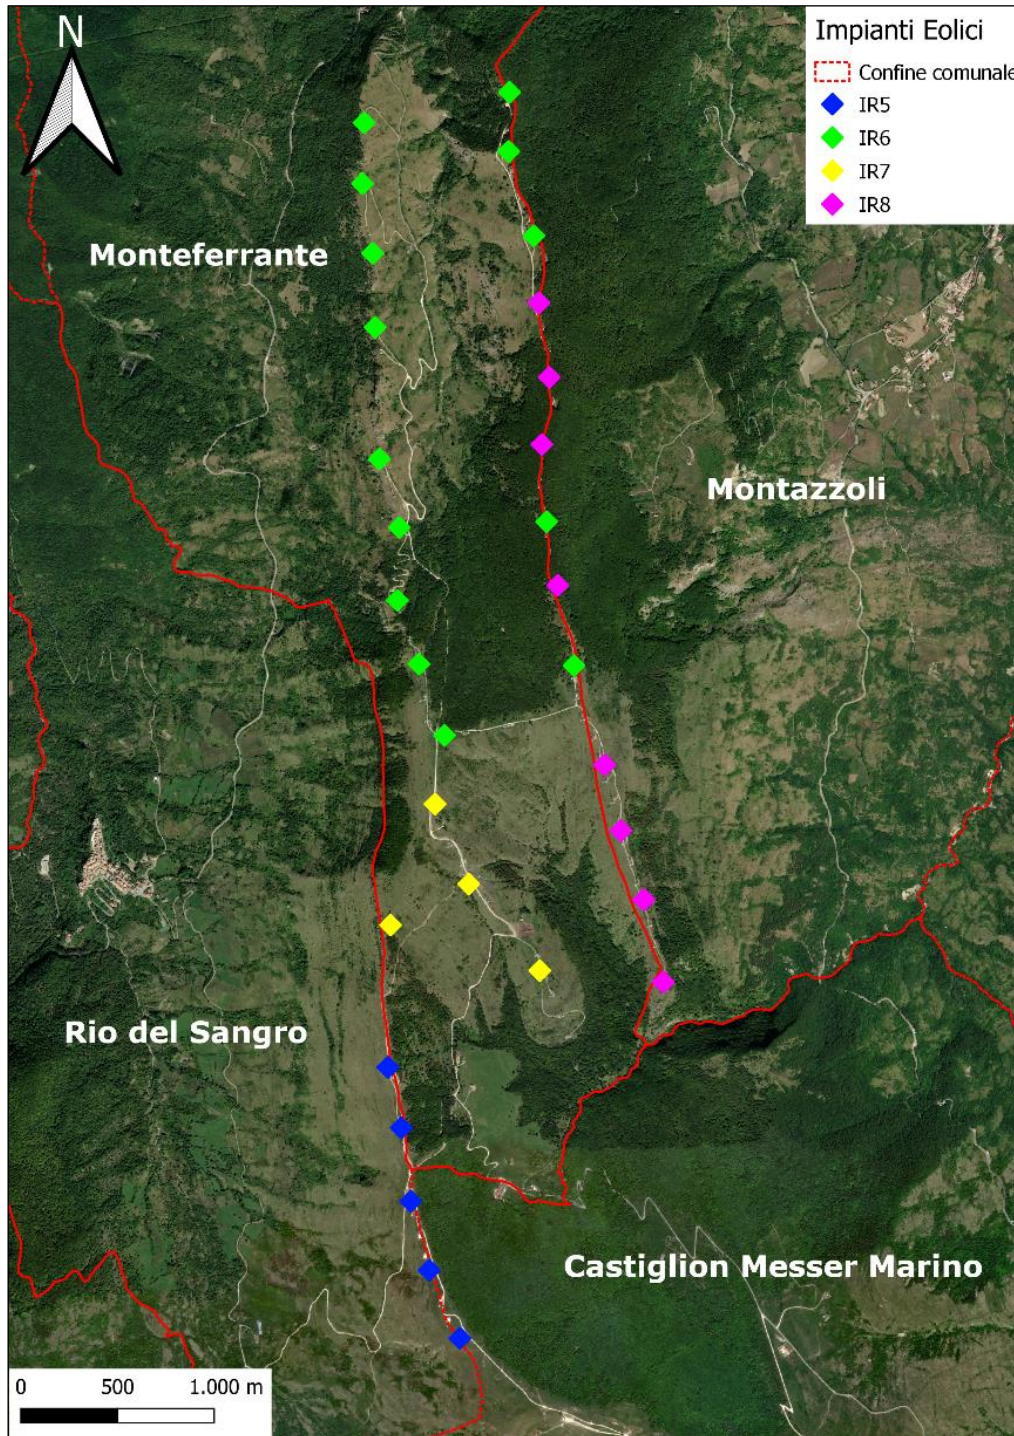 N
Impianti Eolici
Confine comunale
IR5
IR6
IR7
IR8
Monteferrante
Montazzoli
Rio del Sangro
Castiglion Messer Marino
0 500 1.000 m